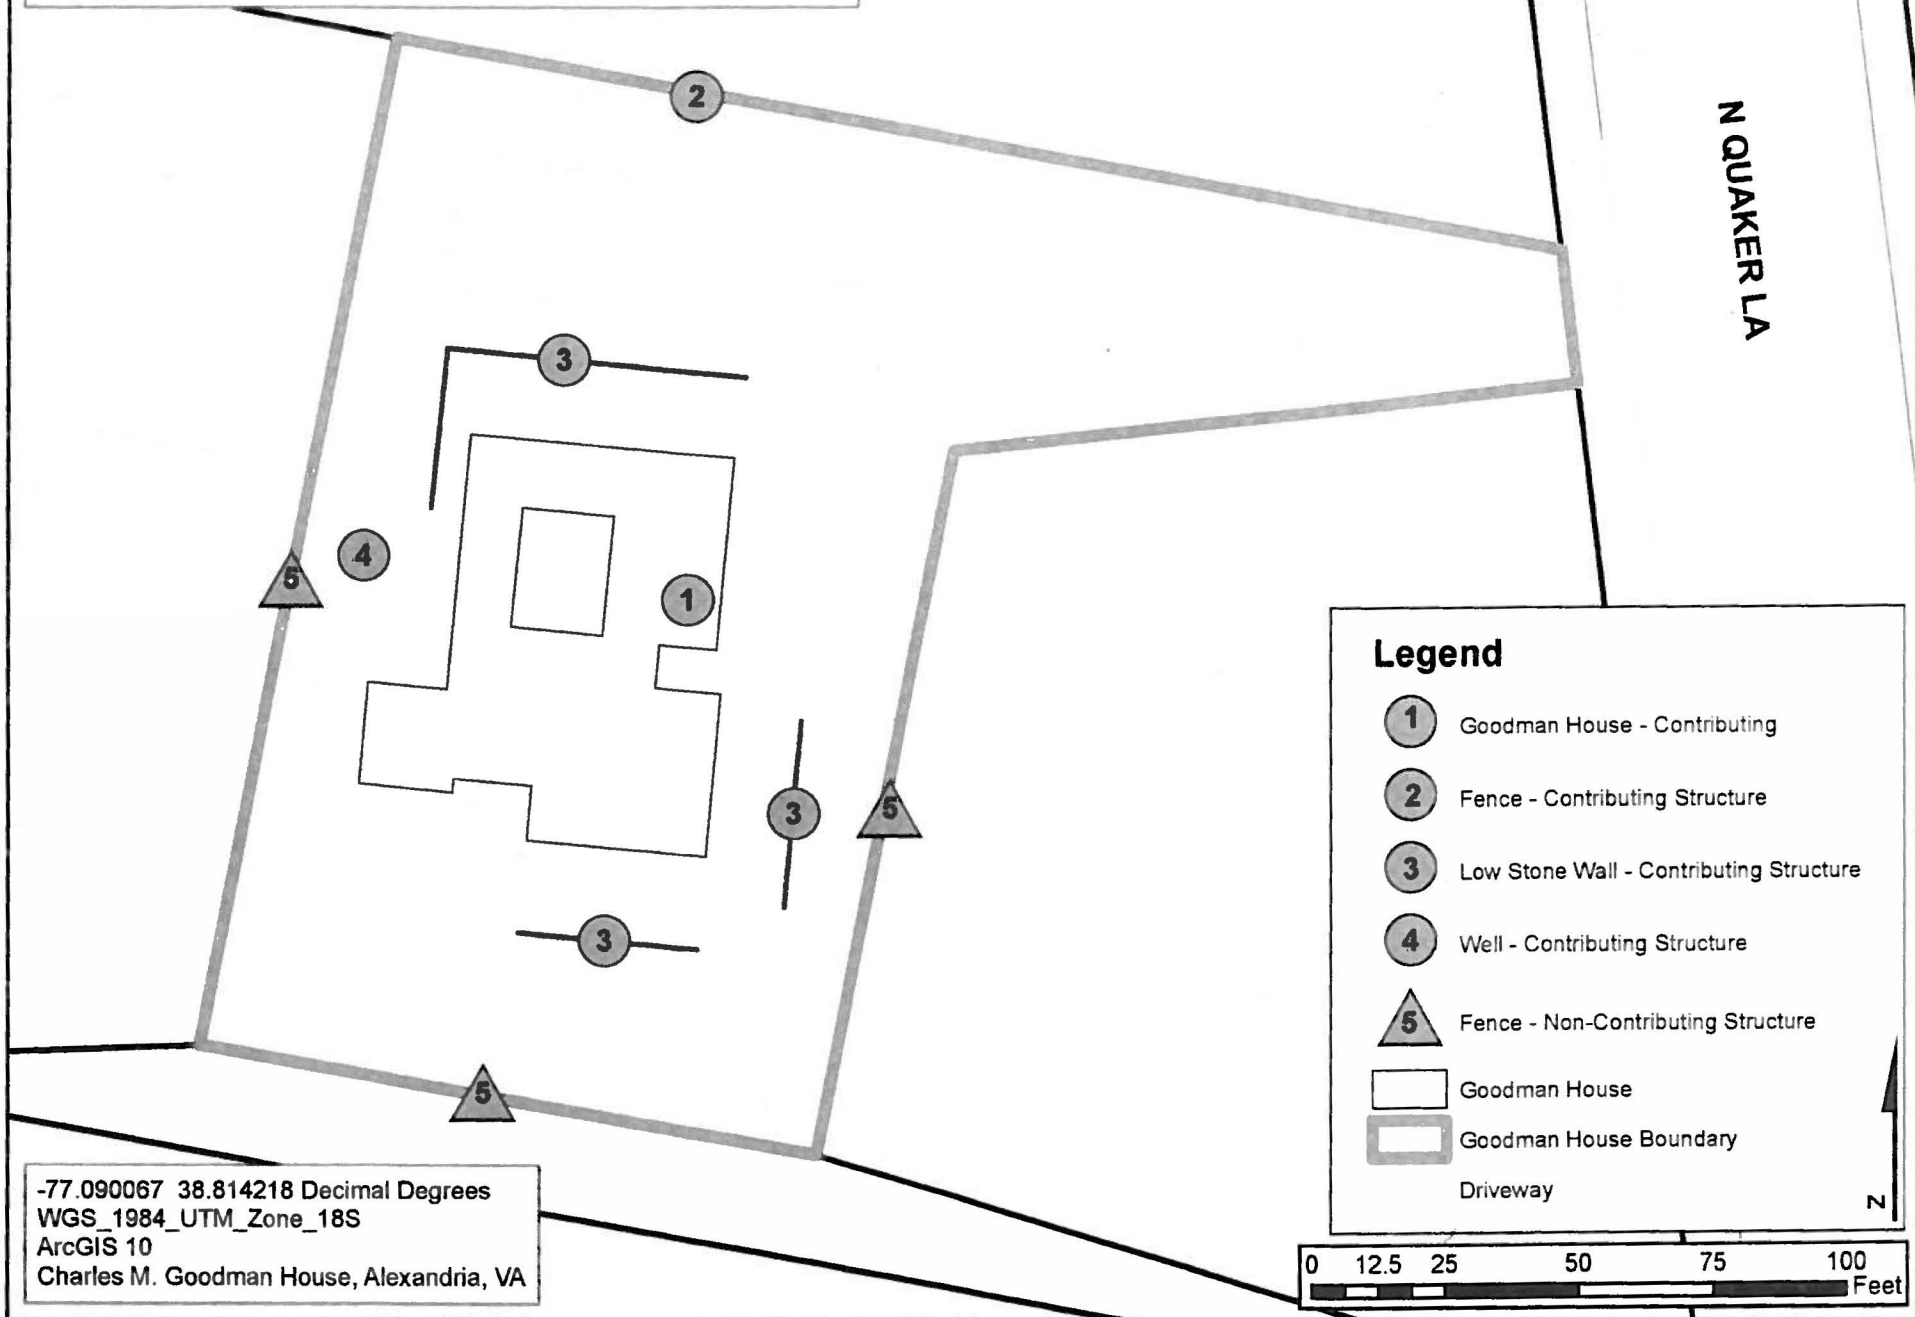 2
N QUAKER LA
3
4
5
1
3
5
3
5
Legend
1 Goodman House - Contributing
2 Fence - Contributing Structure
3 Low Stone Wall - Contributing Structure
4 Well - Contributing Structure
5 Fence - Non-Contributing Structure
Goodman House
Goodman House Boundary
Driveway
N
-77.090067 38.814218 Decimal Degrees
WGS_1984_UTM_Zone_18S
ArcGIS 10
Charles M. Goodman House, Alexandria, VA
0 12.5 25 50 75 100
Feet